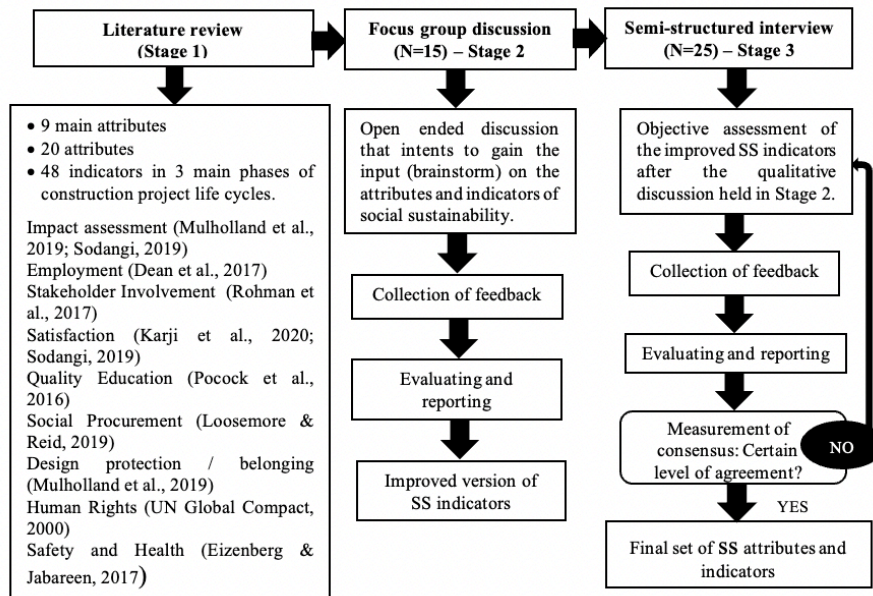 Literature review
(Stage 1)
• 9 main attributes
• 20 attributes
• 48 indicators in 3 main phases of
construction project life cycles.
Impact assessment (Mulholland et al.,
2019; Sodangi, 2019)
Employment (Dean et al., 2017)
Stakeholder Involvement (Rohman et
al., 2017)
Satisfaction (Karji et al., 2020;
Sodangi, 2019)
Quality Education (Pocock et al.,
2016)
Social Procurement (Loosemore &
Reid, 2019)
Design protection / belonging
(Mulholland et al., 2019)
Human Rights (UN Global Compact,
2000)
Safety and Health (Eizenberg &
Jabareen, 2017)
Focus group discussion
(N=15) – Stage 2
Open ended discussion
that intents to gain the
input (brainstorm) on the
attributes and indicators of
social sustainability.
Collection of feedback
Evaluating and
reporting
Improved version of
SS indicators
Semi-structured interview
(N=25) – Stage 3
Objective assessment of
the improved SS indicators
after the qualitative
discussion held in Stage 2.
Collection of feedback
Evaluating and reporting
Measurement of
consensus: Certain
level of agreement?
NO
YES
Final set of SS attributes and
indicators